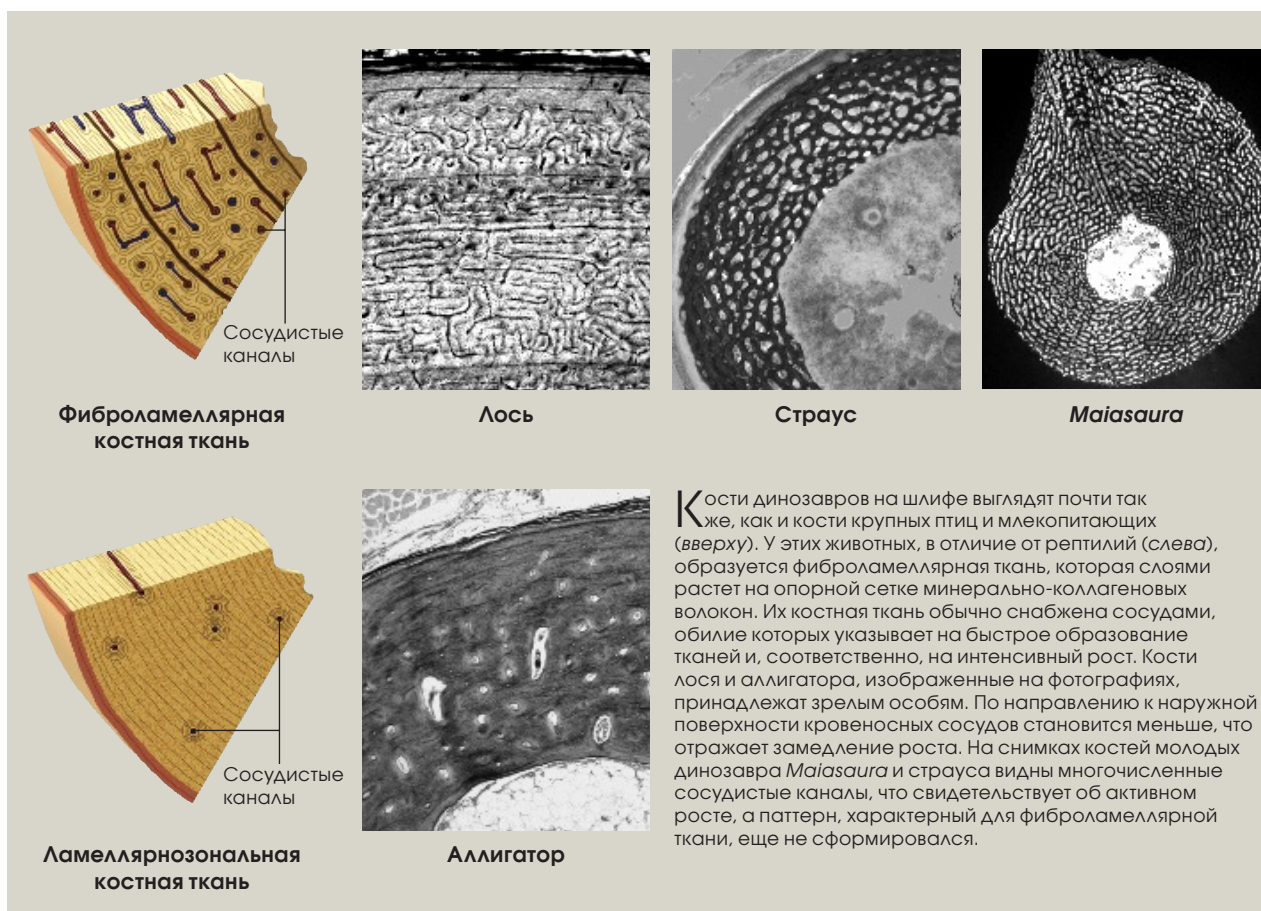 Сосудистые
каналы
Фиброламеллярная
костная ткань
Лось
Страус
Maiasaura
Сосудистые
каналы
Ламеллярнозональная
костная ткань
Аллигатор
Кости динозавров на шлифе выглядят почти так
же, как и кости крупных птиц и млекопитающих
(вверху). У этих животных, в отличие от рептилий (слева),
образуется фиброламеллярная ткань, которая слоями
растет на опорной сетке минерально-коллагеновых
волокон. Их костная ткань обычно снабжена сосудами,
обилие которых указывает на быстрое образование
тканей и, соответственно, на интенсивный рост. Кости
лося и аллигатора, изображенные на фотографиях,
принадлежат зрелым особям. По направлению к наружной
поверхности кровеносных сосудов становится меньше, что
отражает замедление роста. На снимках костей молодых
динозавра Maiasaura и страуса видны многочисленные
сосудистые каналы, что свидетельствует об активном
росте, а паттерн, характерный для фиброламеллярной
ткани, еще не сформировался.